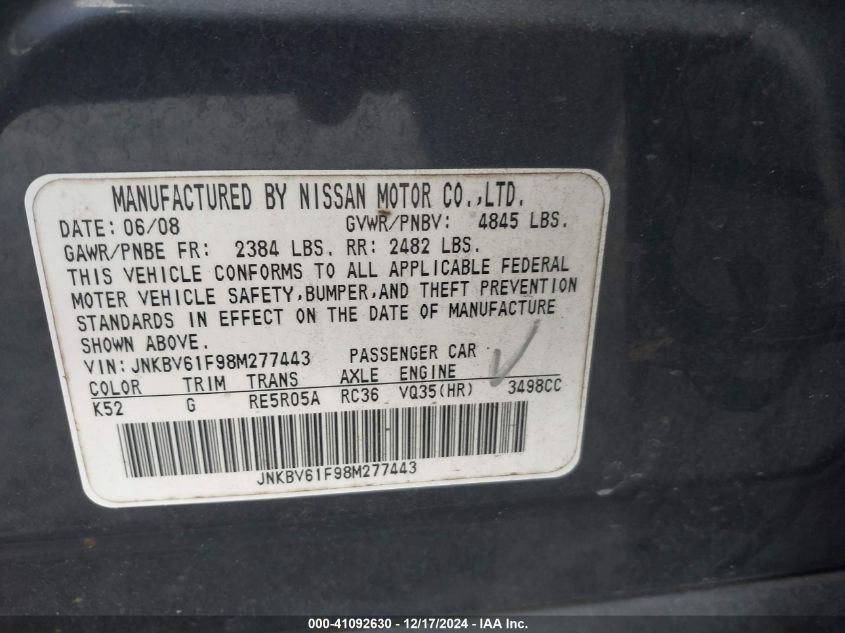 MANUFACTURED BY NISSAN MOTOR CO.,LTD.
DATE: 06/08 GVWR/PNBV: 4845 LBS.
GAWR/PNBE FR: 2384 LBS. RR: 2482 LBS.
THIS VEHICLE CONFORMS TO ALL APPLICABLE FEDERAL
MOTER VEHICLE SAFETY,BUMPER,AND THEFT PREVENTION
STANDARDS IN EFFECT ON THE DATE OF MANUFACTURE
SHOWN ABOVE.
VIN: JNKBV61F98M277443 PASSENGER CAR
COLOR TRIM TRANS AXLE ENGINE
K52 G RE5R05A RC36 VQ35(HR) 3498CC
JNKBV61F98M277443
000-41092630 - 12/17/2024 - IAA Inc.